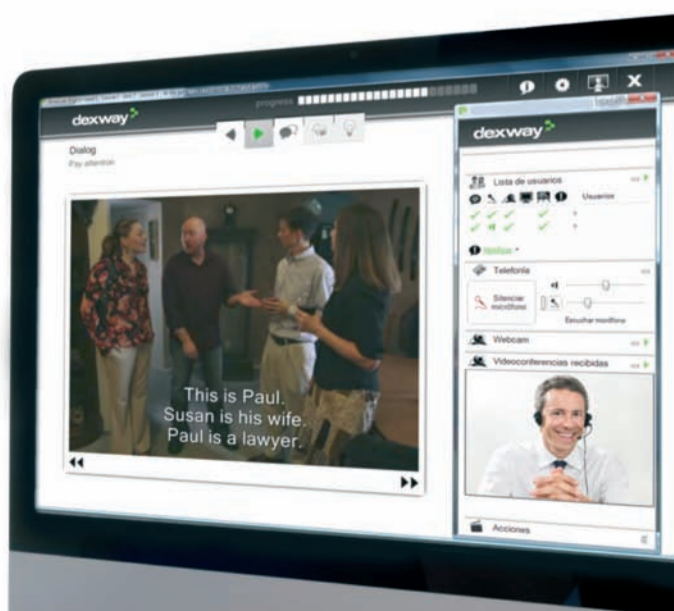 progress
dexway
Dialog
Pay attention
This is Paul.
Susan is his wife.
Paul is a lawyer.
dexway
Lista de usuarios
Usuarios
Telefonía
Silenciar
micrófono
Escuchar monófono
Webcam
Videoconferencias recibidas
Acciones